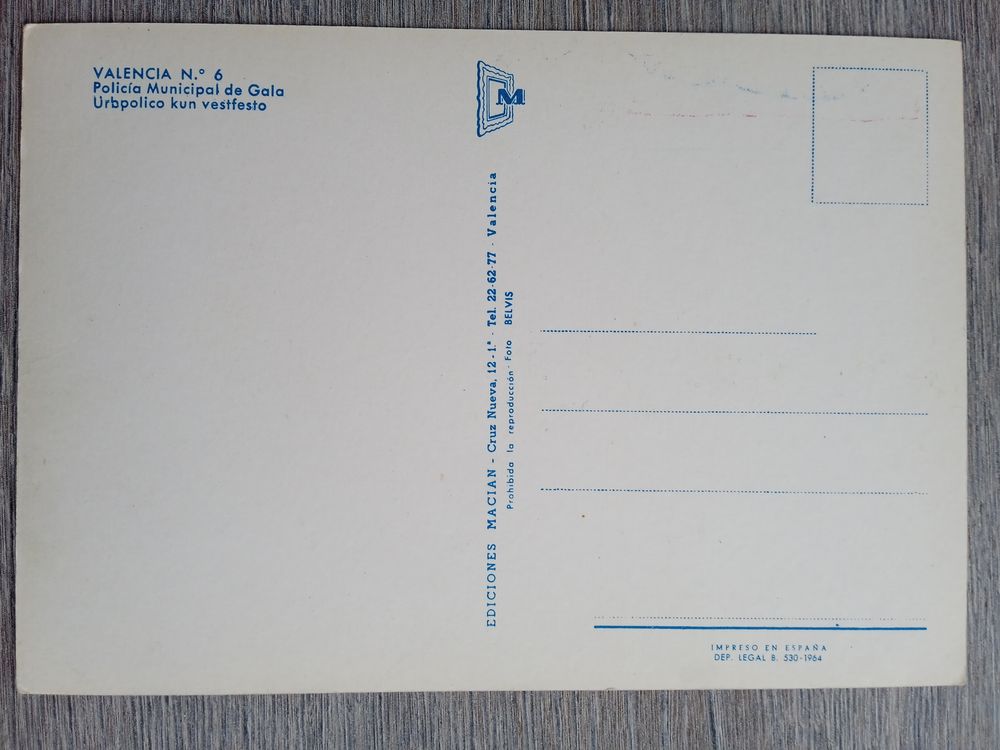 VALENCIA N.º 6
Policía Municipal de Gala
Urbpolico kun vestfesto
M
EDICIONES MACIAN - Cruz Nueva, 12-1.ª - Tel. 22-62-77 - Valencia
Prohibida la reproducción - Foto BELVIS
IMPRESO EN ESPAÑA
DEP. LEGAL B. 530-1964